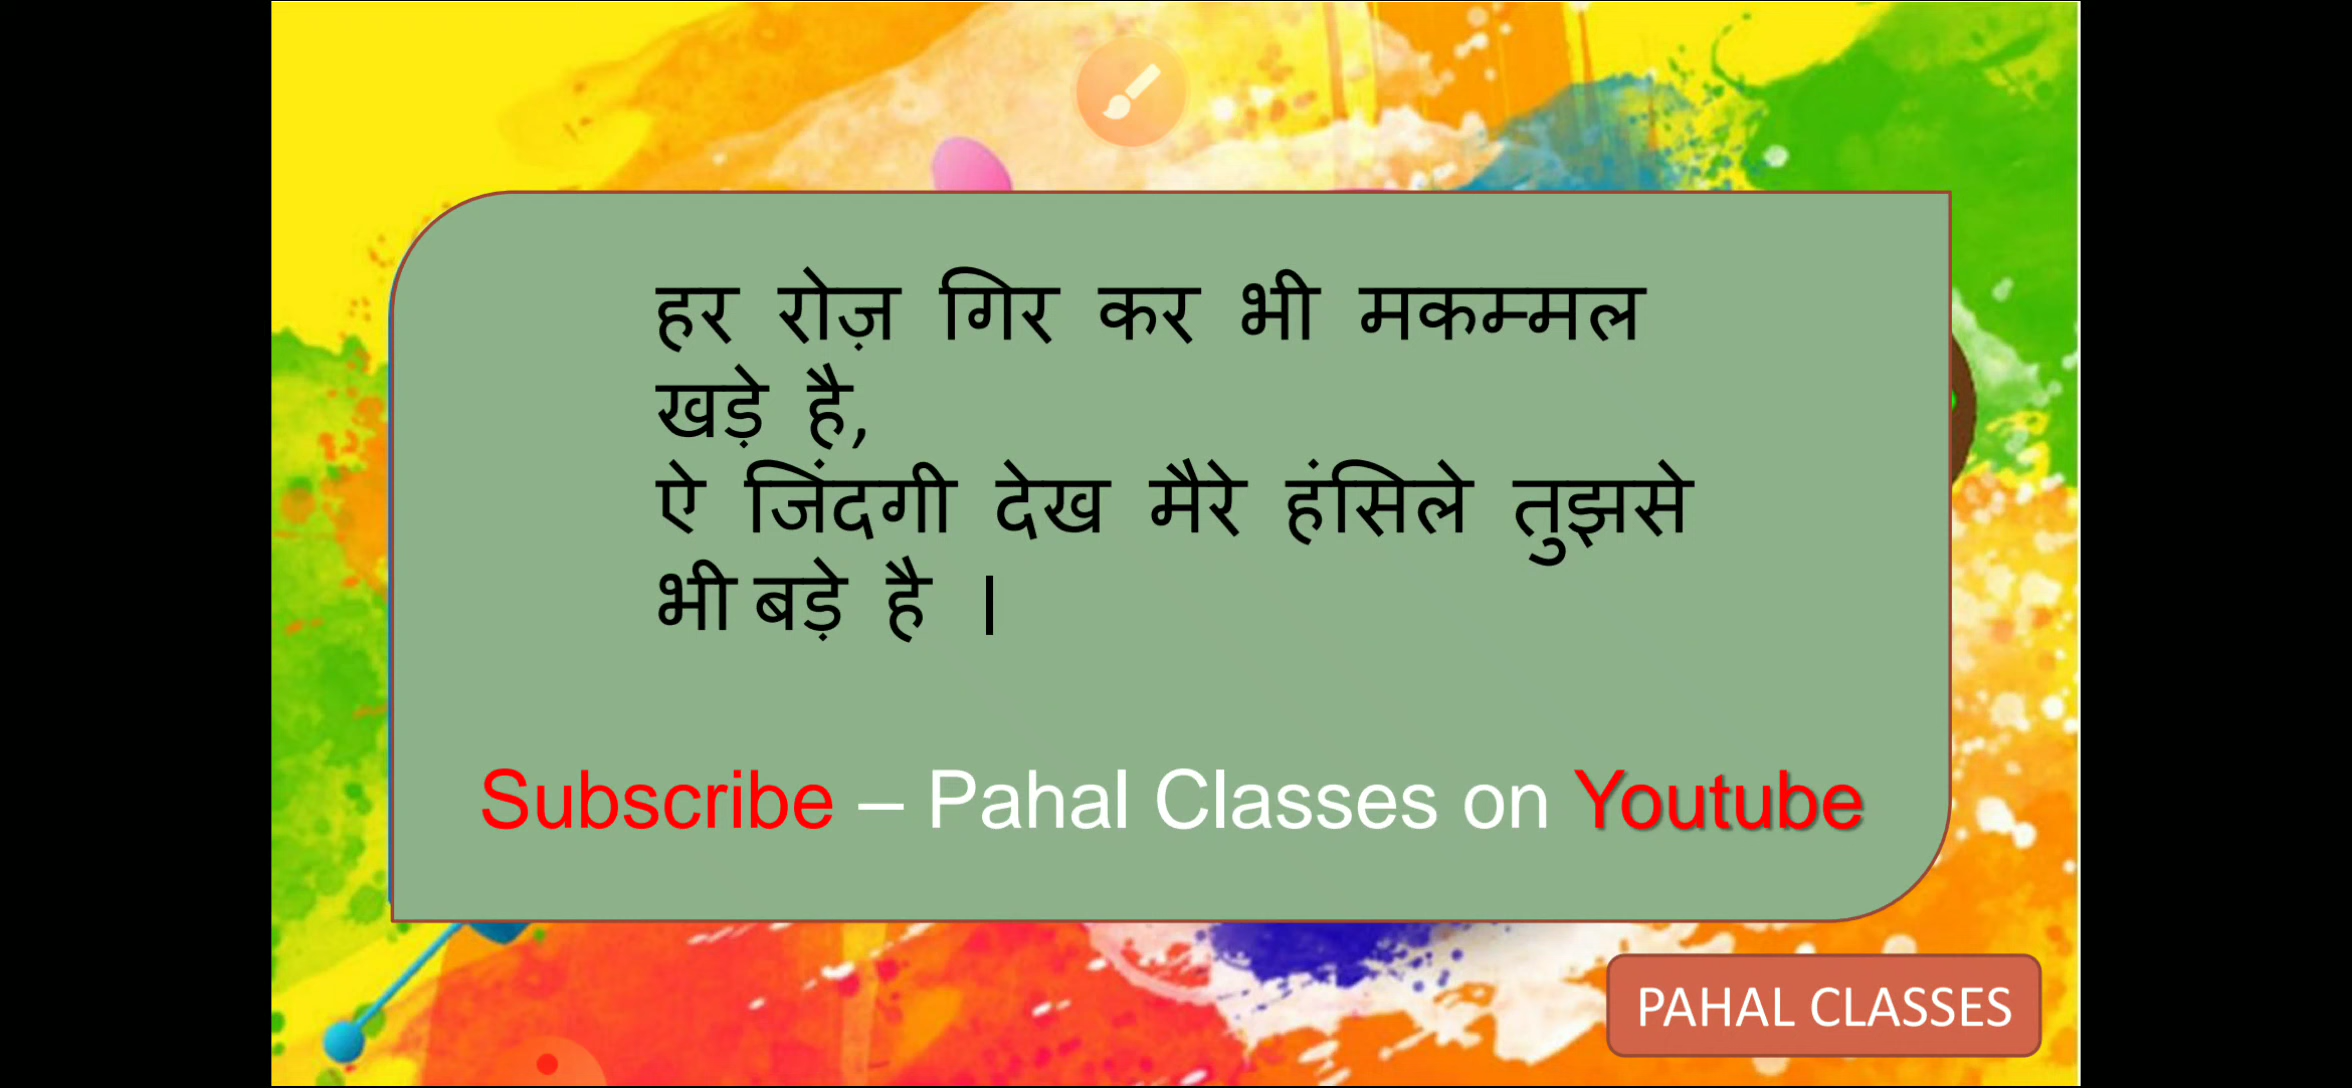 हर रोज़ गिर कर भी मकम्मल
खड़े है,
ऐ जिंदगी देख मैरे हंसिले तुझसे
भी बड़े है ।
Subscribe – Pahal Classes on Youtube
PAHAL CLASSES